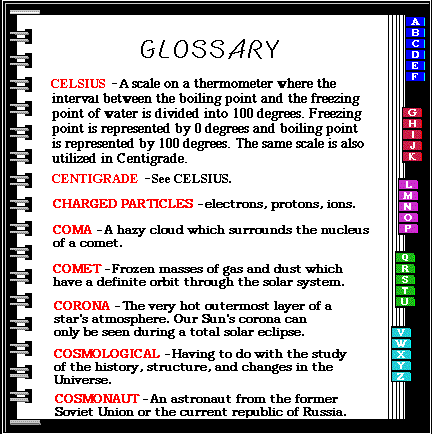 GLOSSARY
CELSIUS - A scale on a thermometer where the
interval between the boiling point and the freezing
point of water is divided into 100 degrees. Freezing
point is represented by 0 degrees and boiling point
is represented by 100 degrees. The same scale is also
utilized in Centigrade.
CENTIGRADE - See CELSIUS.
CHARGED PARTICLES - electrons, protons, ions.
COMA - A hazy cloud which surrounds the nucleus
of a comet.
COMET - Frozen masses of gas and dust which
have a definite orbit through the solar system.
CORONA - The very hot outermost layer of a
star's atmosphere. Our Sun's corona can
only be seen during a total solar eclipse.
COSMOLOGICAL - Having to do with the study
of the history, structure, and changes in the
Universe.
COSMONAUT - An astronaut from the former
Soviet Union or the current republic of Russia.
A
B
C
D
E
F
G
H
I
J
K
L
M
N
O
P
Q
R
S
T
U
V
W
X
Y
Z